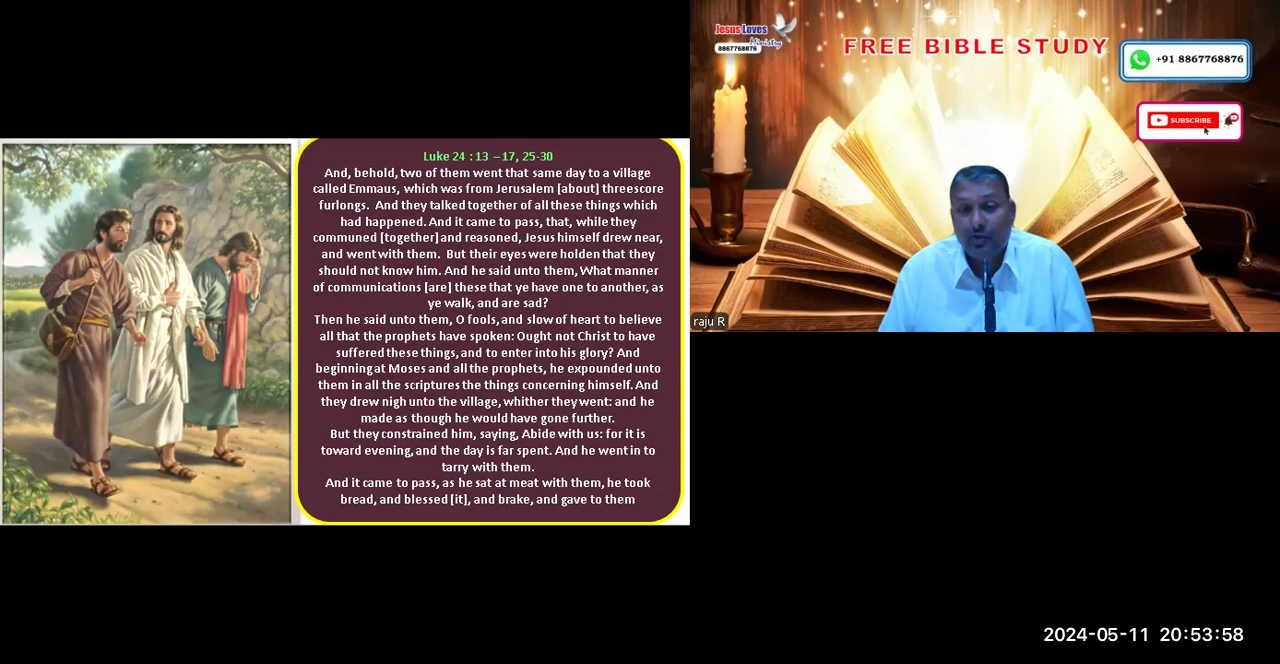 Luke 24 : 13 – 17, 25-30
And, behold, two of them went that same day to a village
called Emmaus, which was from Jerusalem [about] threescore
furlongs. And they talked together of all these things which
had happened. And it came to pass, that, while they
communed [together] and reasoned, Jesus himself drew near,
and went with them. But their eyes were holden that they
should not know him. And he said unto them, What manner
of communications [are] these that ye have one to another, as
ye walk, and are sad?
Then he said unto them, O fools, and slow of heart to believe
all that the prophets have spoken: Ought not Christ to have
suffered these things, and to enter into his glory? And
beginning at Moses and all the prophets, he expounded unto
them in all the scriptures the things concerning himself. And
they drew nigh unto the village, whither they went: and he
made as though he would have gone further.
But they constrained him, saying, Abide with us: for it is
toward evening, and the day is far spent. And he went in to
tarry with them.
And it came to pass, as he sat at meat with them, he took
bread, and blessed [it], and brake, and gave to them
Jesus Loves
Ministry
8867768876
FREE BIBLE STUDY
+91 8867768876
SUBSCRIBE
raju R
2024-05-11 20:53:58